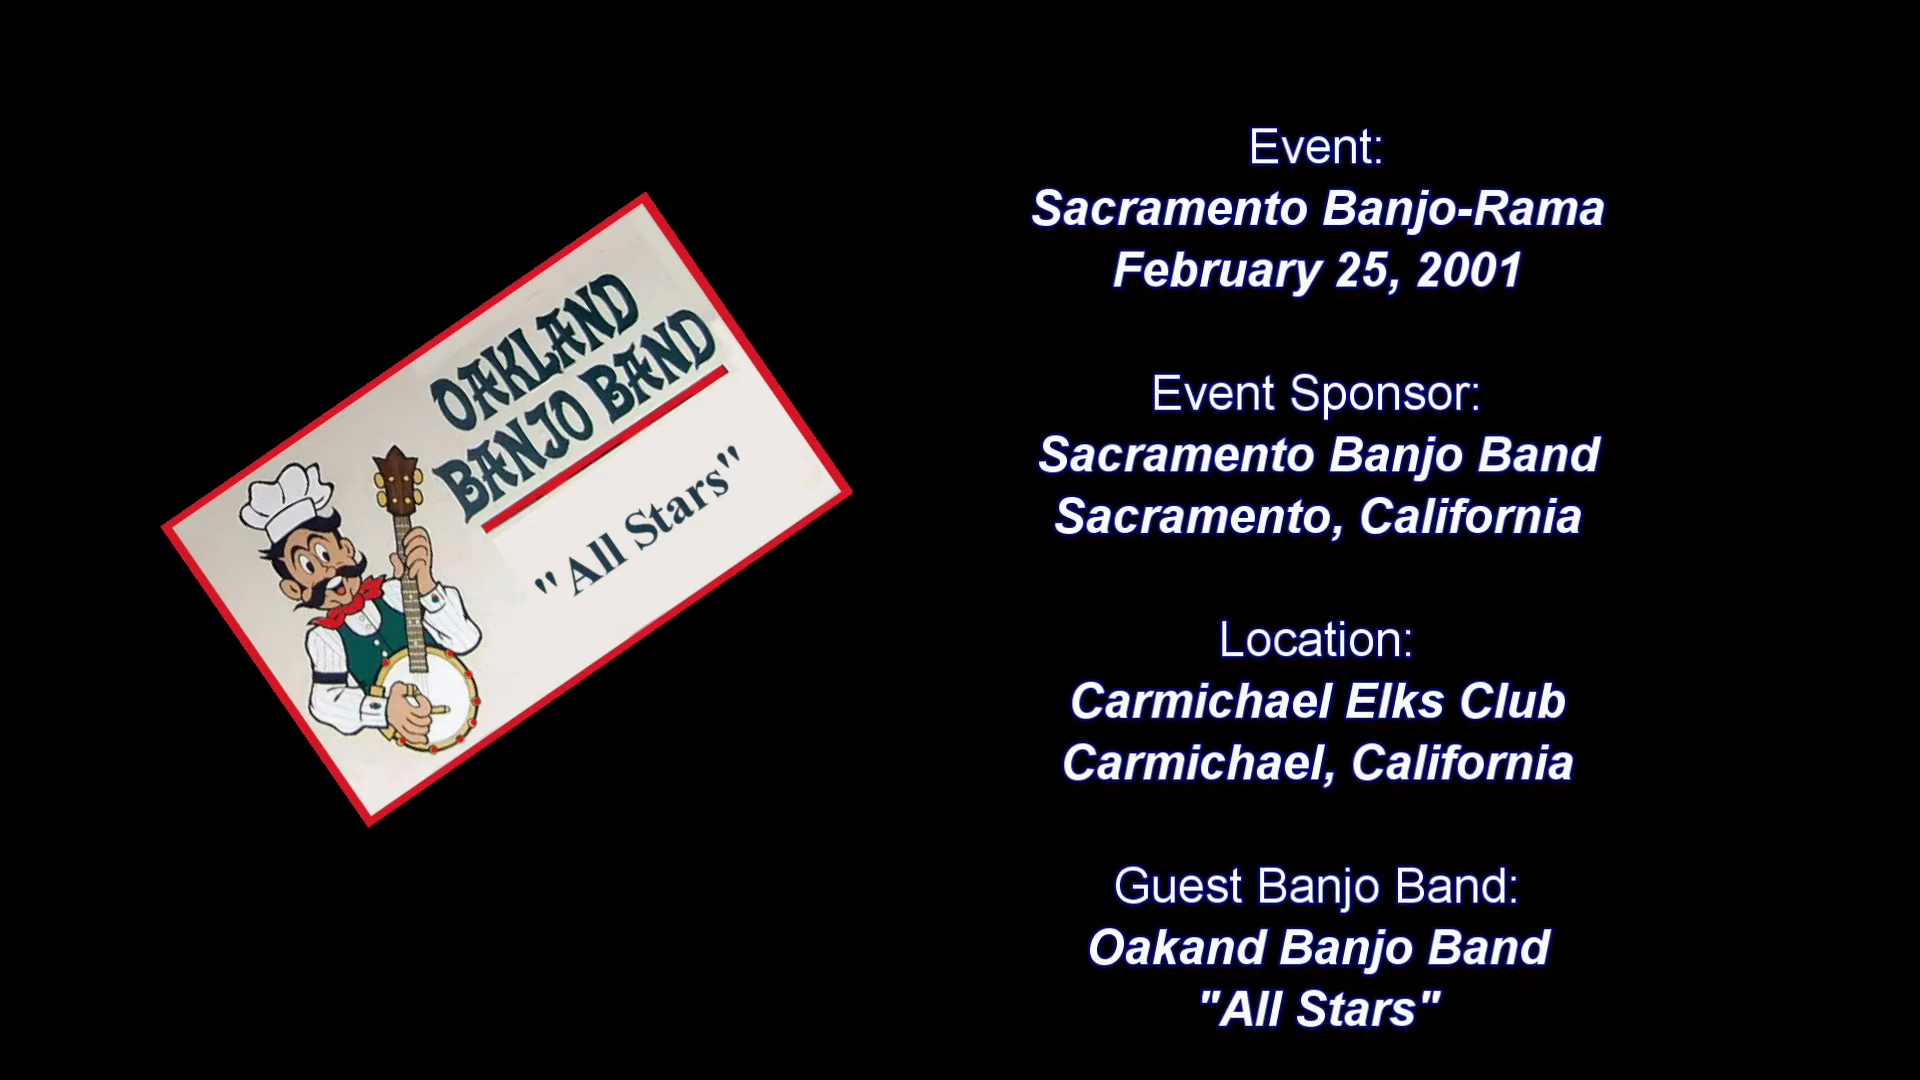 OAKLAND
BANJO BAND
"All Stars"
Event:
Sacramento Banjo-Rama
February 25, 2001
Event Sponsor:
Sacramento Banjo Band
Sacramento, California
Location:
Carmichael Elks Club
Carmichael, California
Guest Banjo Band:
Oakand Banjo Band
"All Stars"